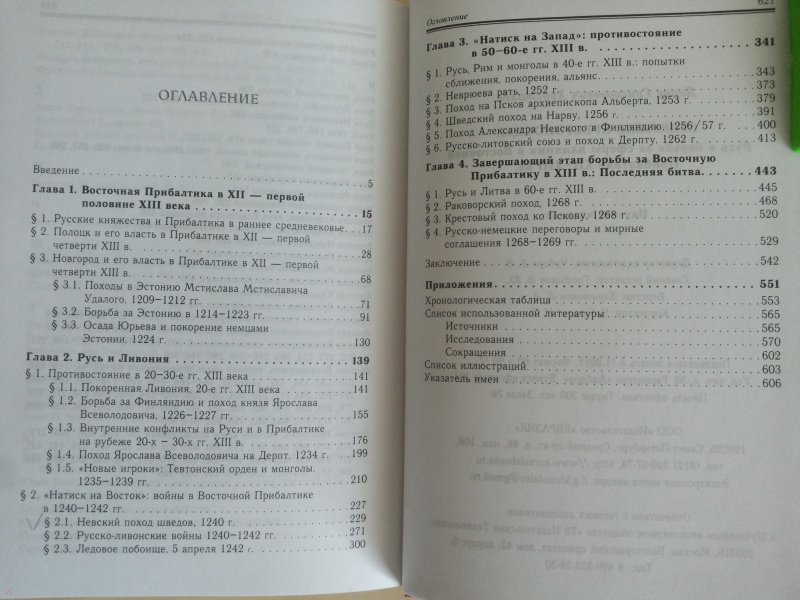 ОГЛАВЛЕНИЕ
Введение . . . 5
Глава 1. Восточная Прибалтика в XII — первой
половине XIII века . . . 15
§ 1. Русские княжества и Прибалтика в раннее средневековье . . . 17
§ 2. Полоцк и его власть в Прибалтике в XII — первой
четверти XIII в. . . . 28
§ 3. Новгород и его власть в Прибалтике в XII — первой
четверти XIII в. . . . 68
§ 3.1. Походы в Эстонию Мстислава Мстиславича
Удалого, 1209–1212 гг. . . . 71
§ 3.2. Борьба за Эстонию в 1214–1223 гг. . . . 91
§ 3.3. Осада Юрьева и покорение немцами
Эстонии, 1224 г. . . . 130
Глава 2. Русь и Ливония . . . 139
§ 1. Противостояние в 20–30-е гг. XIII века . . . 141
§ 1.1. Покоренная Ливония, 20-е гг. XIII века . . . 141
§ 1.2. Борьба за Финляндию и поход князя Ярослава
Всеволодовича, 1226–1227 гг. . . . 155
§ 1.3. Внутренние конфликты на Руси и в Прибалтике
на рубеже 20-х – 30-х гг. XIII в. . . . 176
§ 1.4. Поход Ярослава Всеволодовича на Дерпт, 1234 г. . . . 199
§ 1.5. «Новые игроки»: Тевтонский орден и монголы,
1235–1239 гг. . . . 210
§ 2. «Натиск на Восток»: войны в Восточной Прибалтике
в 1240–1242 гг. . . . 227
§ 2.1. Невский поход шведов, 1240 г. . . . 229
§ 2.2. Русско-ливонские войны 1240–1242 гг. . . . 271
§ 2.3. Ледовое побоище, 5 апреля 1242 г. . . . 300
Оглавление 621
Глава 3. «Натиск на Запад»: противостояние
в 50–60-е гг. XIII в. . . . 341
§ 1. Русь, Рим и монголы в 40-е гг. XIII в.: попытки
сближения, покорения, альянс. . . . 343
§ 2. Неврюева рать, 1252 г. . . . 373
§ 3. Поход на Псков архиепископа Альберта, 1253 г. . . . 379
§ 4. Шведский поход на Нарву, 1256 г. . . . 391
§ 5. Поход Александра Невского в Финляндию, 1256/57 г. . . . 400
§ 6. Русско-литовский союз и поход к Дерпту, 1262 г. . . . 413
Глава 4. Завершающий этап борьбы за Восточную
Прибалтику в XIII в.: Последняя битва. . . . 443
§ 1. Русь и Литва в 60-е гг. XIII в. . . . 445
§ 2. Раковорский поход, 1268 г. . . . 468
§ 3. Крестовый поход ко Пскову, 1268 г. . . . 520
§ 4. Русско-немецкие переговоры и мирные
соглашения 1268–1269 гг. . . . 529
Заключение . . . 542
Приложения . . . 551
Хронологическая таблица . . . 553
Список использованной литературы . . . 565
Источники . . . 565
Исследования . . . 570
Сокращения . . . 602
Список иллюстраций . . . 603
Указатель имен . . . 606